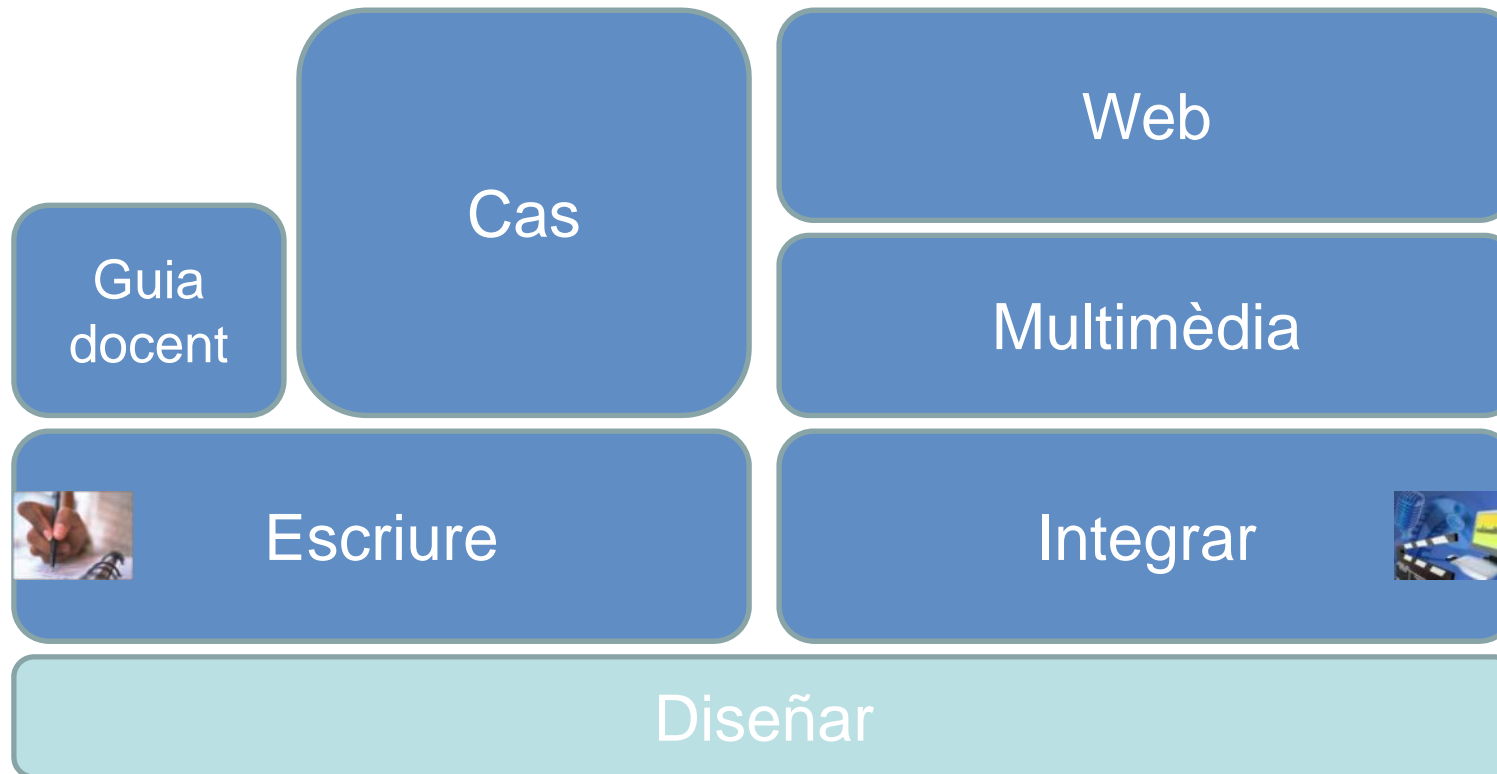 Cas
Web
Guia
docent
Multimèdia
Escriure
Integrar
Diseñar